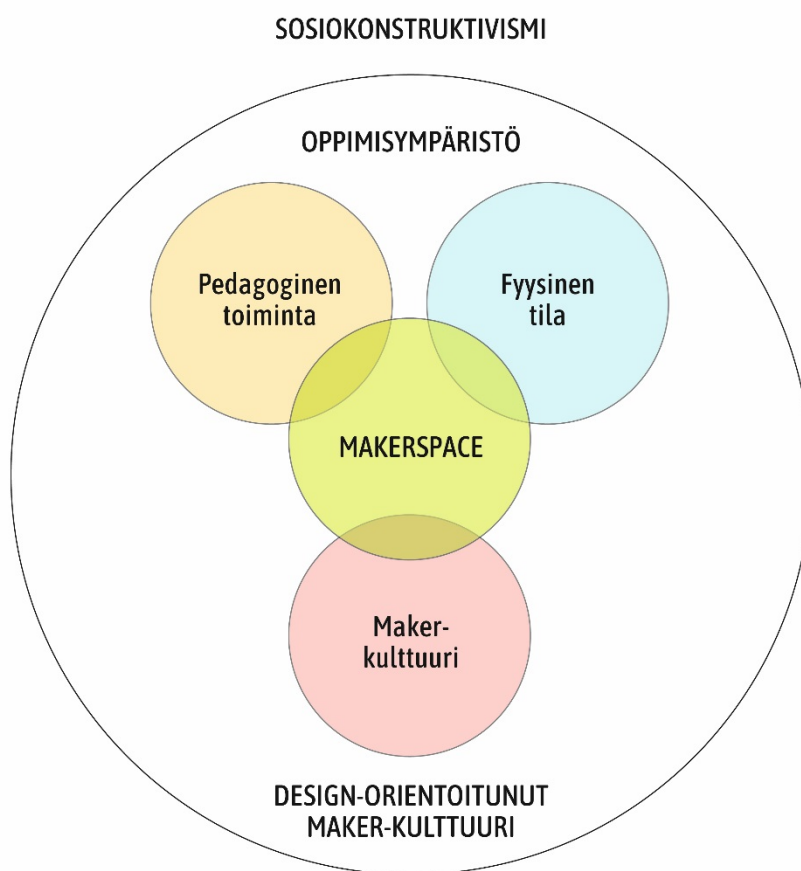 SOSIOKONSTRUKTIVISMI
OPPIMISYMPÄRISTÖ
Pedagoginen
toiminta
Fyysinen
tila
MAKERSPACE
Maker-
kulttuuri
DESIGN-ORIENTOITUNUT
MAKER-KULTTUURI